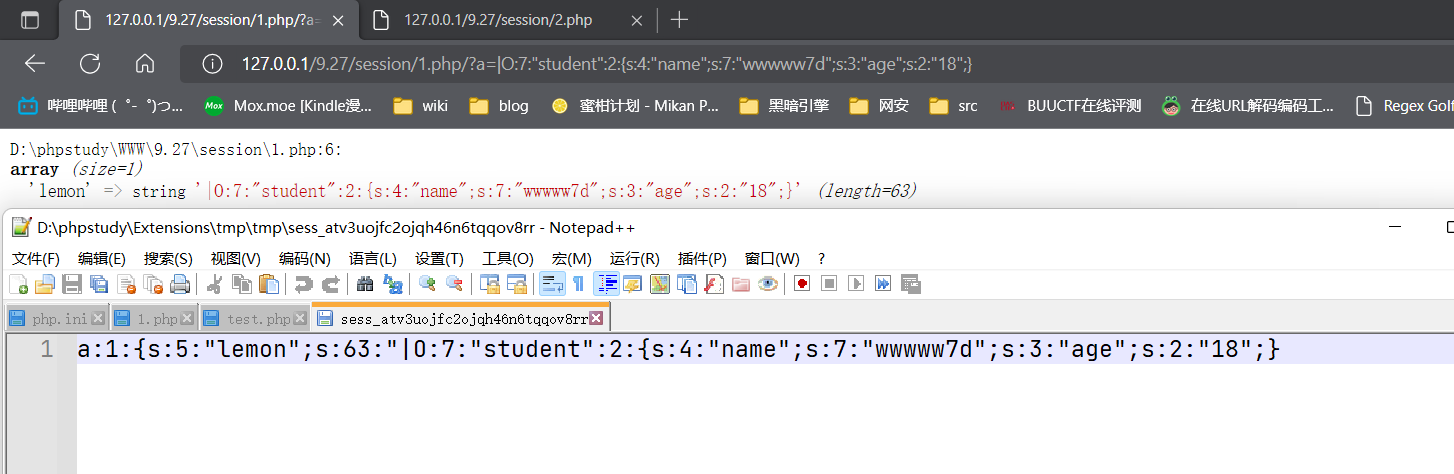 127.0.0.1/9.27/session/1.php/?a= 127.0.0.1/9.27/session/2.php
127.0.0.1/9.27/session/1.php/?a=|O:7:"student":2:{s:4:"name";s:7:"wwwww7d";s:3:"age";s:2:"18";}
哔哩哔哩 (゜-゜)つ... Mox Mox.moe [Kindle漫... wiki blog 蜜柑计划 - Mikan P... 黑暗引擎 网安 src BUUCTF在线评测 在线URL解码编码工... Regex Golf
D:\phpstudy\WWW\9.27\session\1.php:6:
array (size=1)
'lemon' => string '|O:7:"student":2:{s:4:"name";s:7:"wwwww7d";s:3:"age";s:2:"18";}' (length=63)
D:\phpstudy\Extensions\tmp\tmp\sess_atv3uojfc2ojqh46n6tqqov8rr - Notepad++
文件(F) 编辑(E) 搜索(S) 视图(V) 编码(N) 语言(L) 设置(T) 工具(O) 宏(M) 运行(R) 插件(P) 窗口(W) ?
php.ini 1.php test.php sess_atv3uojfc2ojqh46n6tqqov8rr
1 a:1:{s:5:"lemon";s:63:"|O:7:"student":2:{s:4:"name";s:7:"wwwww7d";s:3:"age";s:2:"18";}